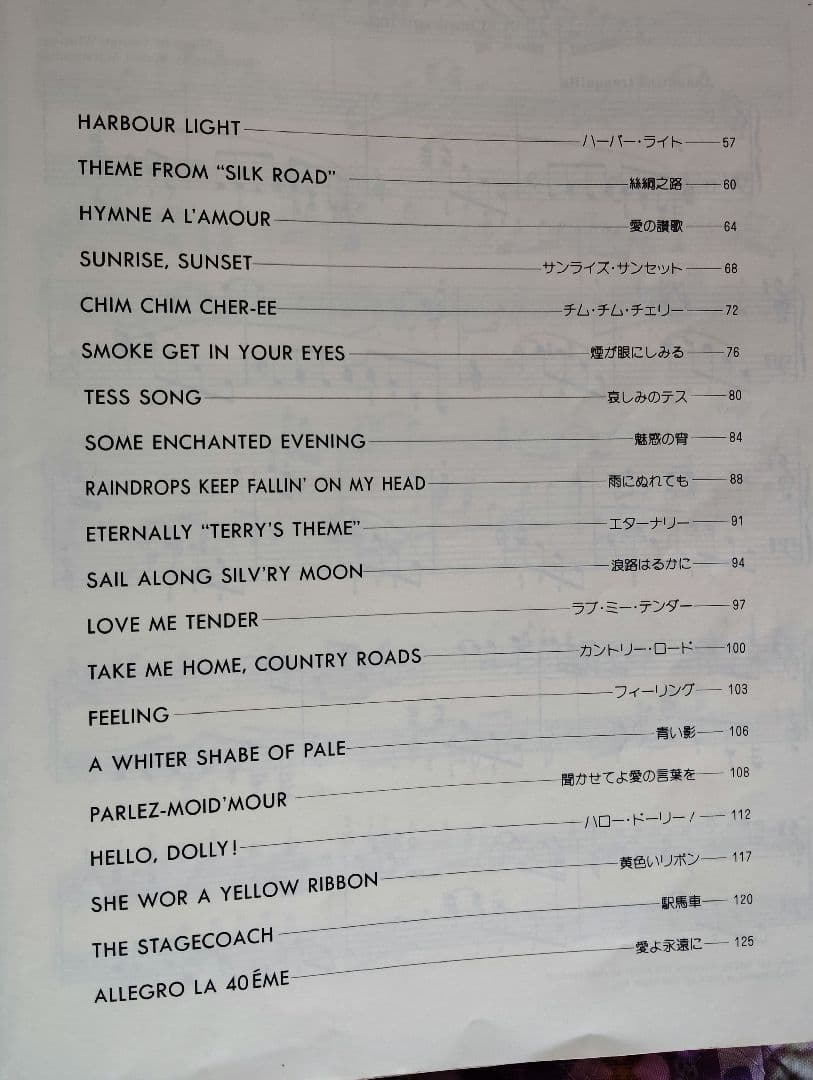 HARBOUR LIGHT ハーバー・ライト 57
THEME FROM “SILK ROAD” 絲綢之路 60
HYMNE A L’AMOUR 愛の讃歌 64
SUNRISE, SUNSET サンライズ・サンセット 68
CHIM CHIM CHER-EE チム・チム・チェリー 72
SMOKE GET IN YOUR EYES 煙が眼にしみる 76
TESS SONG 哀しみのテス 80
SOME ENCHANTED EVENING 魅惑の宵 84
RAINDROPS KEEP FALLIN’ ON MY HEAD 雨にぬれても 88
ETERNALLY “TERRY’S THEME” エターナリー 91
SAIL ALONG SILV’RY MOON 浪路はるかに 94
LOVE ME TENDER ラブ・ミー・テンダー 97
TAKE ME HOME, COUNTRY ROADS カントリー・ロード 100
FEELING フィーリング 103
A WHITER SHABE OF PALE 青い影 106
PARLEZ-MOID’MOUR 聞かせてよ愛の言葉を 108
HELLO, DOLLY! ハロー・ドーリー! 112
SHE WOR A YELLOW RIBBON 黄色いリボン 117
THE STAGECOACH 駅馬車 120
ALLEGRO LA 40ÉME 愛よ永遠に 125